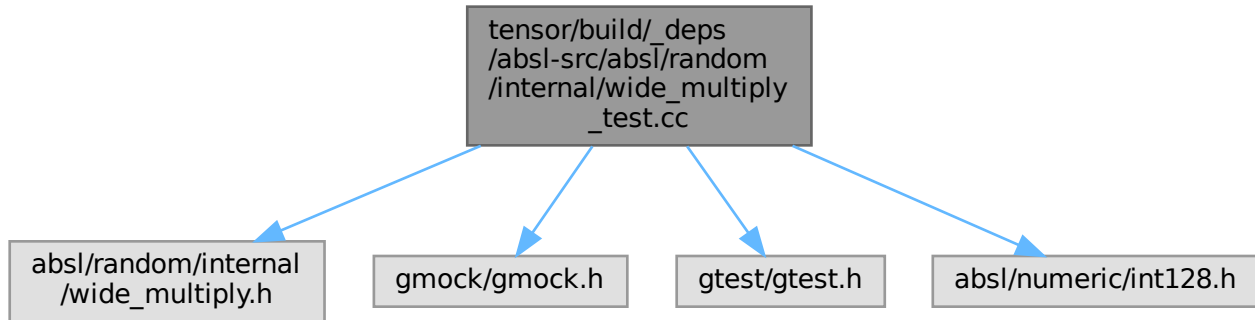 tensor/build/_deps
/absl-src/absl/random
/internal/wide_multiply
_test.cc
absl/random/internal
/wide_multiply.h
gmock/gmock.h
gtest/gtest.h
absl/numeric/int128.h